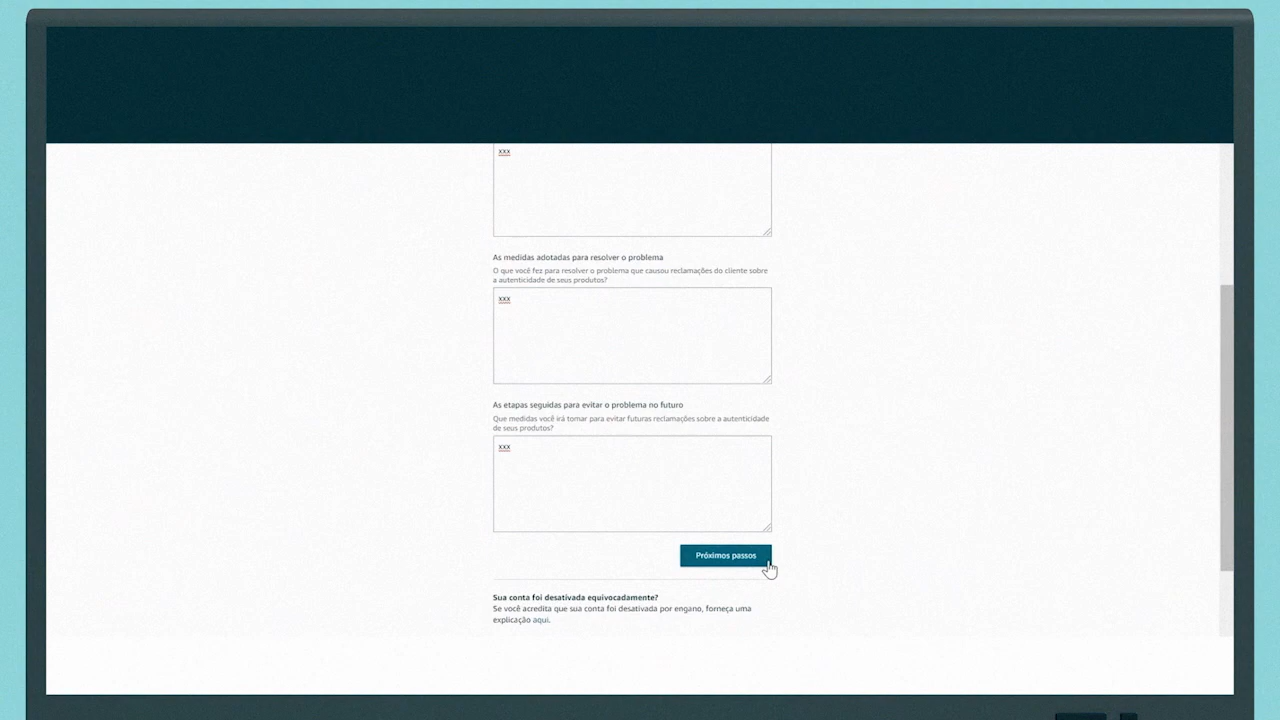 xxx
As medidas adotadas para resolver o problema
O que você fez para resolver o problema que causou reclamações do cliente sobre
a autenticidade de seus produtos?
xxx
As etapas seguidas para evitar o problema no futuro
Que medidas você irá tomar para evitar futuras reclamações sobre a autenticidade
de seus produtos?
xxx
Próximos passos
Sua conta foi desativada equivocadamente?
Se você acredita que sua conta foi desativada por engano, forneça uma
explicação aqui.